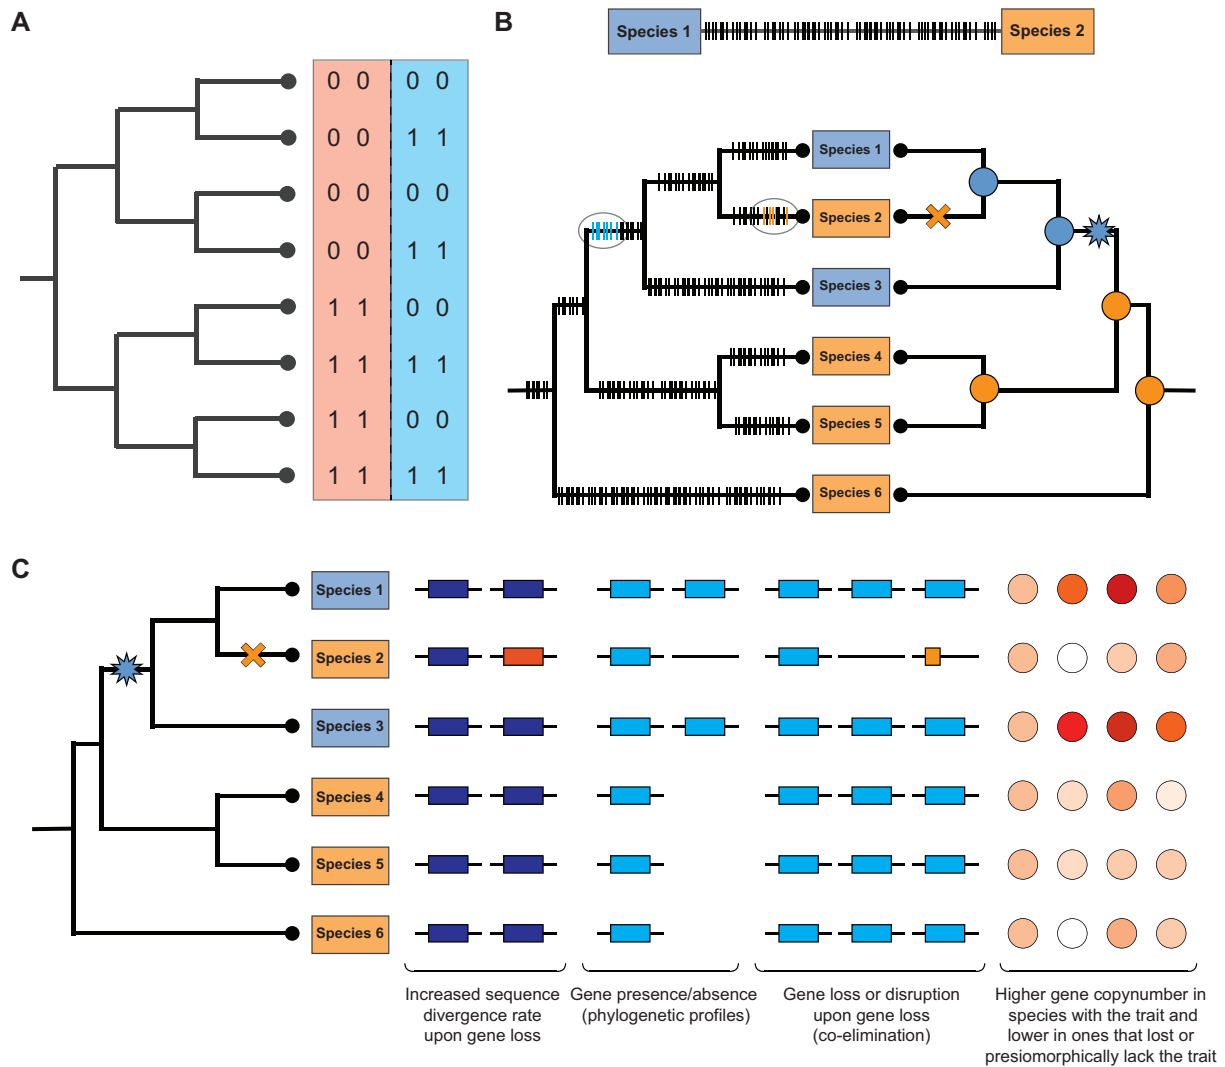 A
0 0 0 0
0 0 1 1
0 0 0 0
0 0 1 1
1 1 0 0
1 1 1 1
1 1 0 0
1 1 1 1
B
Species 1
Species 2
Species 1
Species 2
Species 3
Species 4
Species 5
Species 6
C
Species 1
Species 2
Species 3
Species 4
Species 5
Species 6
Increased sequence
divergence rate
upon gene loss
Gene presence/absence
(phylogenetic profiles)
Gene loss or disruption
upon gene loss
(co-elimination)
Higher gene copynumber in
species with the trait and
lower in ones that lost or
presiomorphically lack the trait